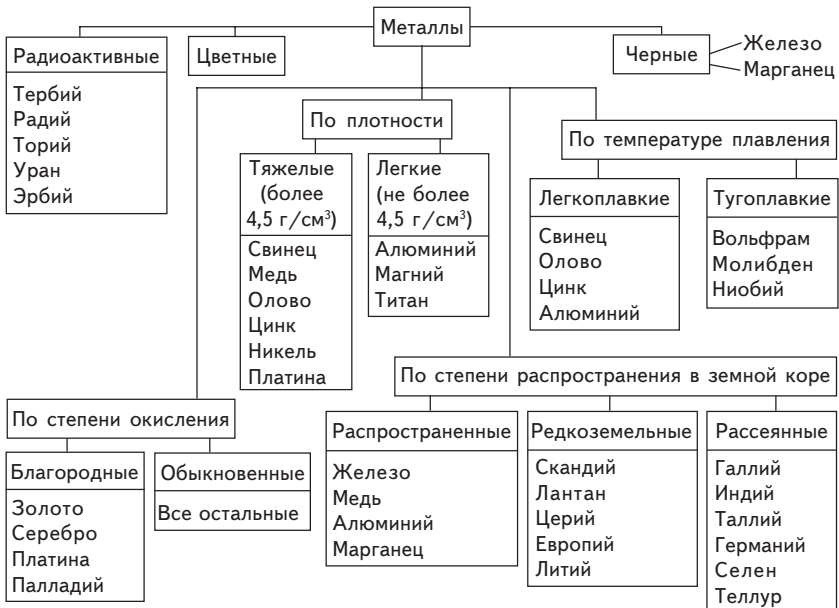 Металлы
Радиоактивные
Тербий
Радий
Торий
Уран
Эрбий
Цветные
Черные
Железо
Марганец
По плотности
Тяжелые
(более
4,5 г/см³)
Свинец
Медь
Олово
Цинк
Никель
Платина
Легкие
(не более
4,5 г/см³)
Алюминий
Магний
Титан
По температуре плавления
Легкоплавкие
Свинец
Олово
Цинк
Алюминий
Тугоплавкие
Вольфрам
Молибден
Ниобий
По степени окисления
Благородные
Золото
Серебро
Платина
Палладий
Обыкновенные
Все остальные
По степени распространения в земной коре
Распространенные
Железо
Медь
Алюминий
Марганец
Редкоземельные
Скандий
Лантан
Церий
Европий
Литий
Рассеянные
Галлий
Индий
Таллий
Германий
Селен
Теллур